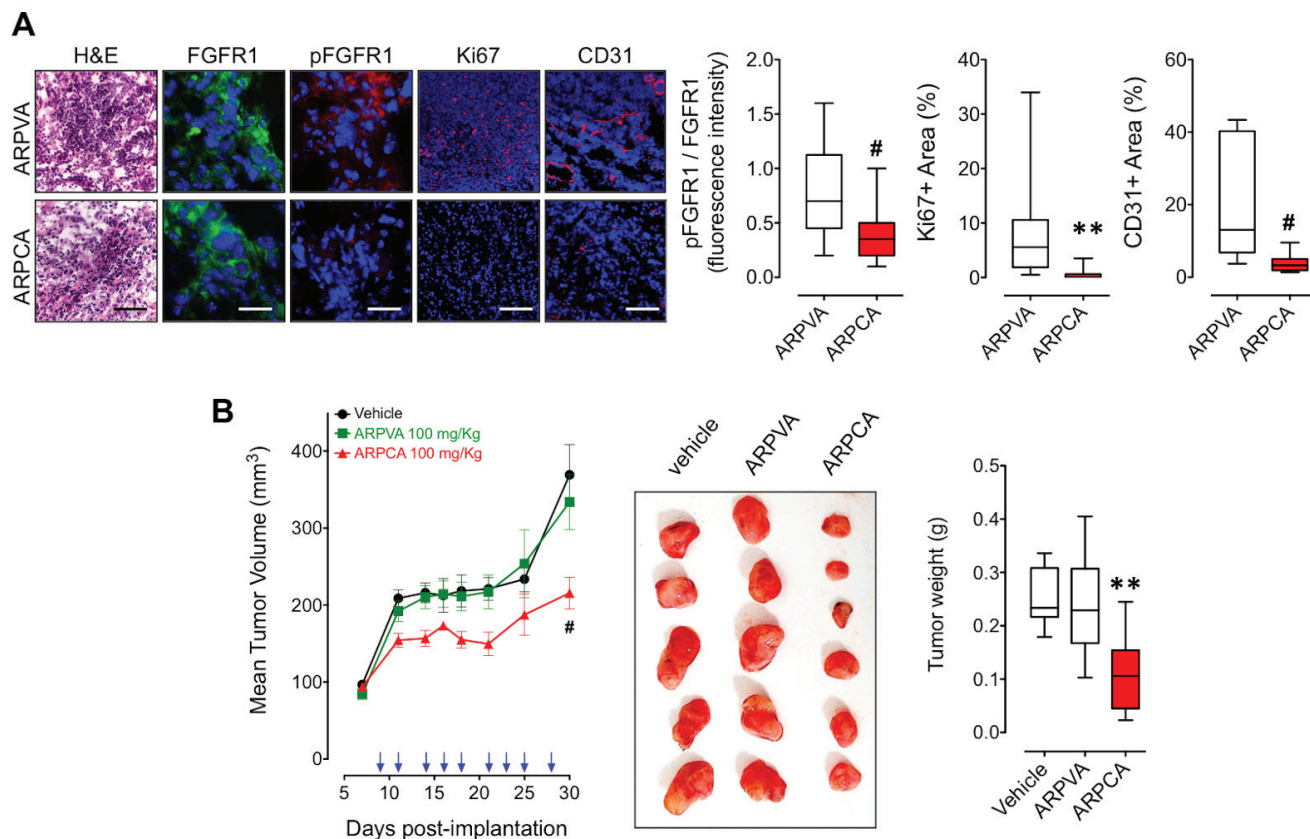 A
H&E
FGFR1
pFGFR1
Ki67
CD31
ARPVA
ARPCA
pFGFR1 / FGFR1
(fluorescence intensity)
2.0
1.5
1.0
0.5
0.0
#
ARPVA
ARPCA
Ki67+ Area (%)
40
30
20
10
0
**
ARPVA
ARPCA
CD31+ Area (%)
60
40
20
0
#
ARPVA
ARPCA
B
Vehicle
ARPVA 100 mg/Kg
ARPCA 100 mg/Kg
Mean Tumor Volume (mm³)
400
300
200
100
0
#
5
10
15
20
25
30
Days post-implantation
vehicle
ARPVA
ARPCA
Tumor weight (g)
0.5
0.4
0.3
0.2
0.1
0.0
**
Vehicle
ARPVA
ARPCA